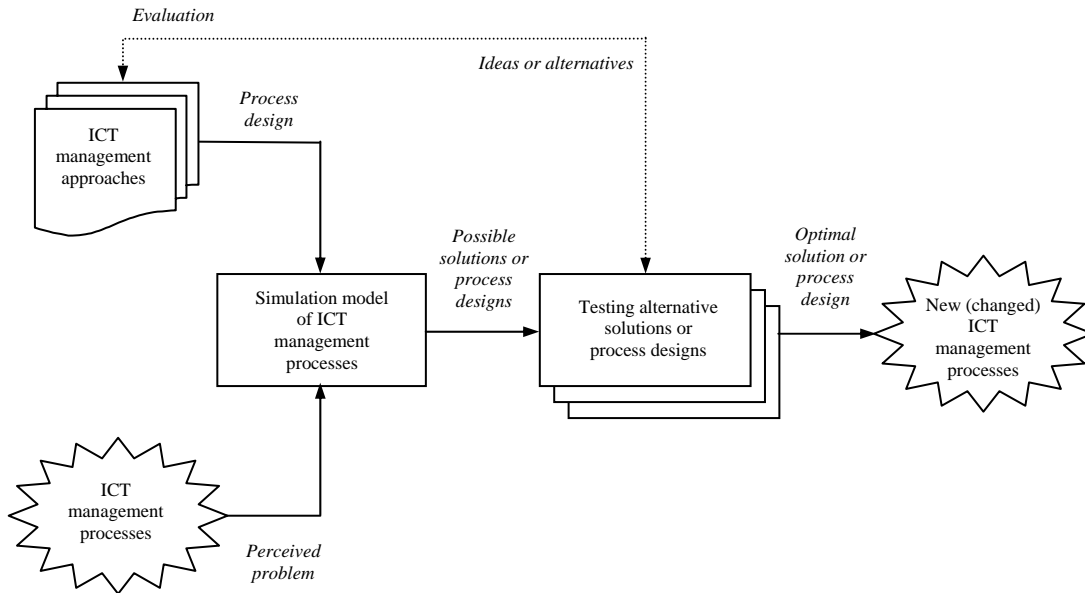 Evaluation
Ideas or alternatives
Process
design
ICT
management
approaches
Possible
solutions or
process
designs
Optimal
solution or
process
design
Simulation model
of ICT
management
processes
Testing alternative
solutions or
process designs
New (changed)
ICT
management
processes
ICT
management
processes
Perceived
problem